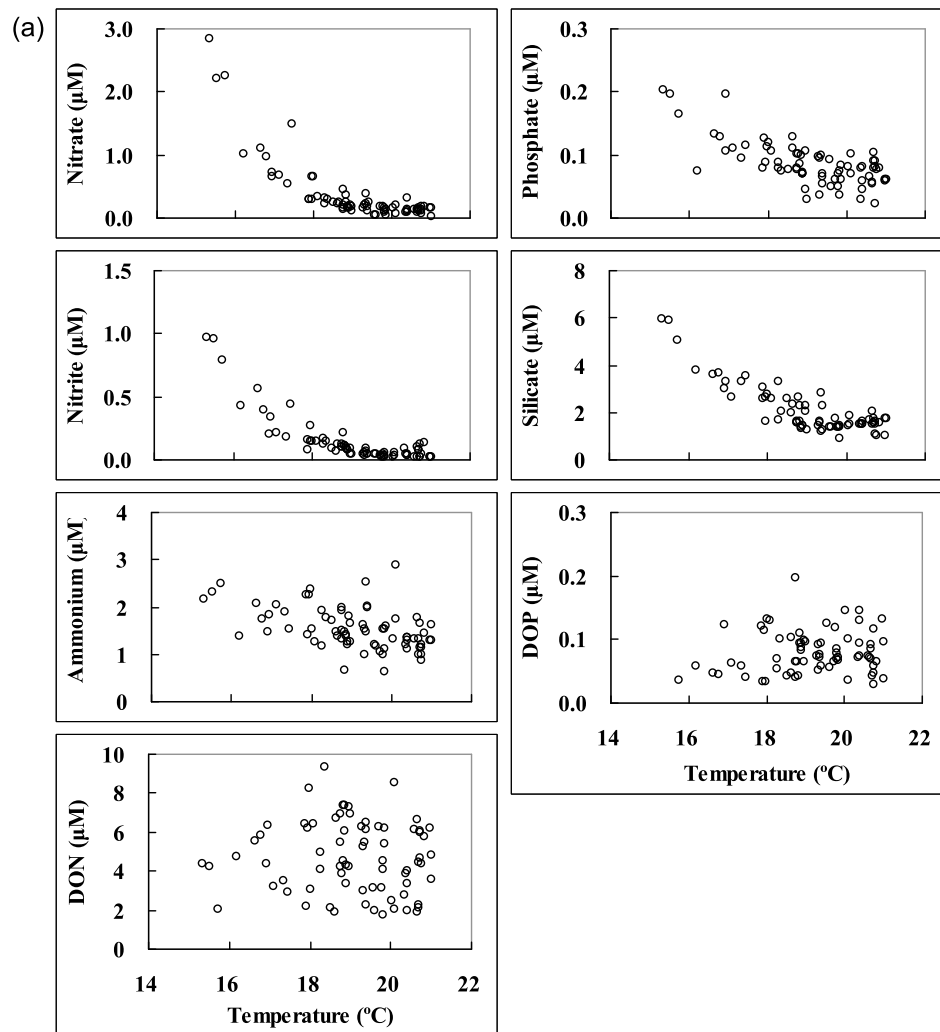 (a)
3.0
2.0
1.0
0.0
Nitrate (µM)
0.3
0.2
0.1
0.0
Phosphate (µM)
1.5
1.0
0.5
0.0
Nitrite (µM)
8
6
4
2
0
Silicate (µM)
4
3
2
1
0
Ammonium (µM)
0.3
0.2
0.1
0.0
DOP (µM)
14 16 18 20 22
Temperature (ºC)
10
8
6
4
2
0
DON (µM)
14 16 18 20 22
Temperature (ºC)